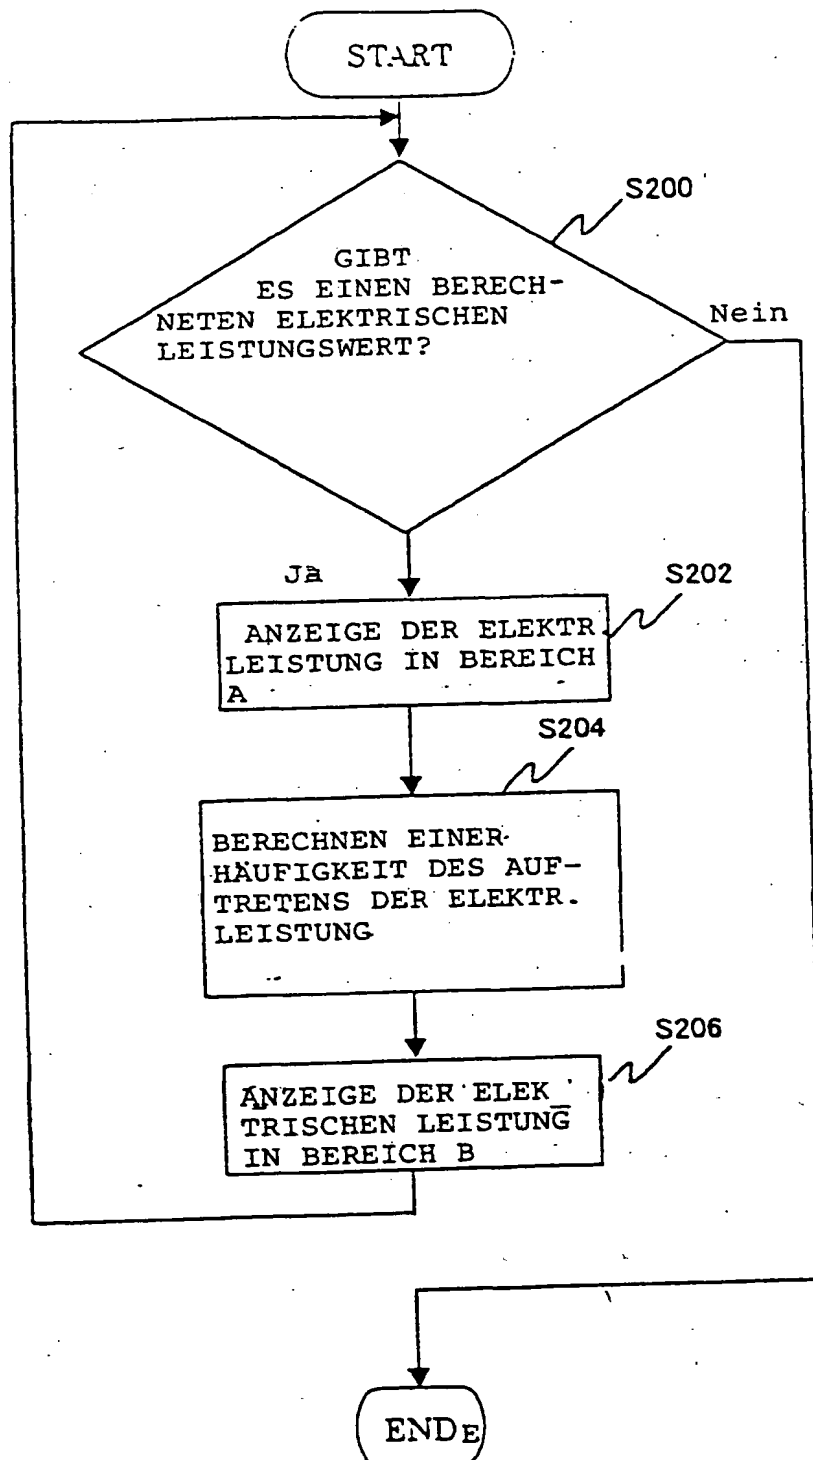 START
S200
GIBT
ES EINEN BERECH-
NETEN ELEKTRISCHEN
LEISTUNGSWERT?
Nein
Ja
S202
ANZEIGE DER ELEKTR
LEISTUNG IN BEREICH
A
S204
BERECHNEN EINER
HÄUFIGKEIT DES AUF-
TRETENS DER ELEKTR.
LEISTUNG
S206
ANZEIGE DER ELEK
TRISCHEN LEISTUNG
IN BEREICH B
ENDE